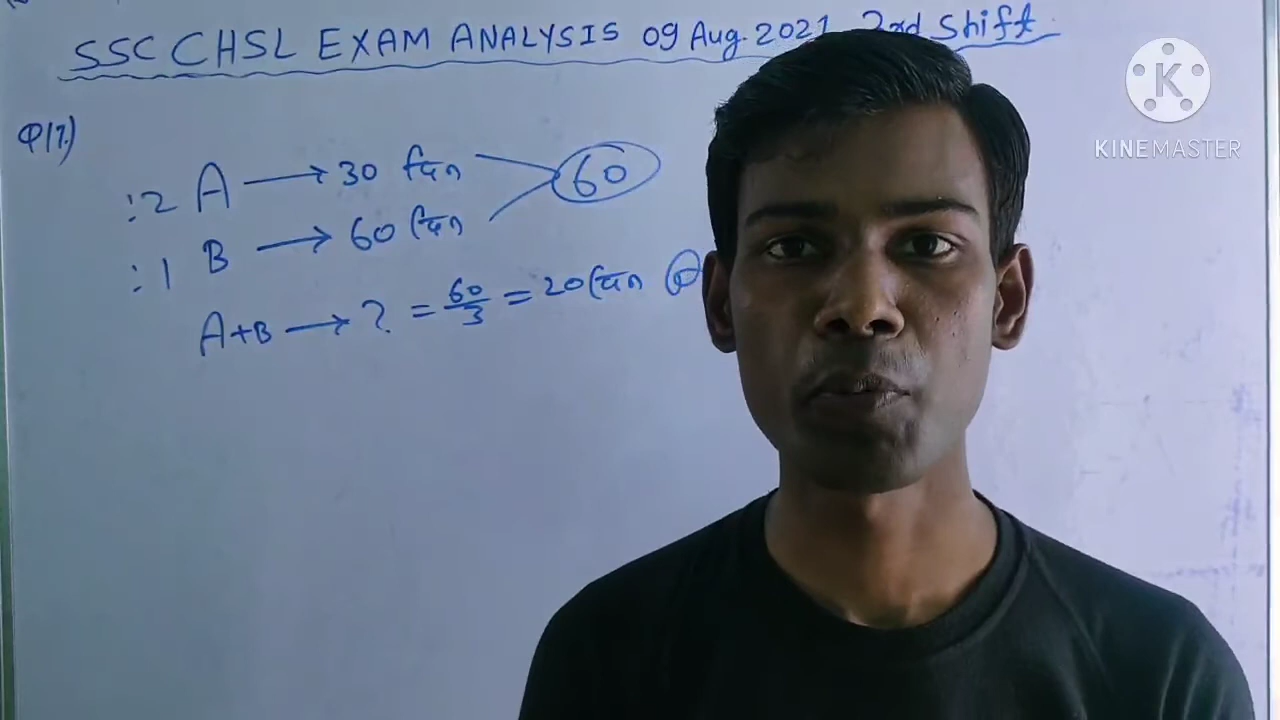 SSC CHSL EXAM ANALYSIS 09 Aug. 2021 2nd Shift
KINEMASTER
Q(1.)
:2 A → 30 दिन 60
:1 B → 60 दिन
A+B → ? = 60/3 = 20 दिन